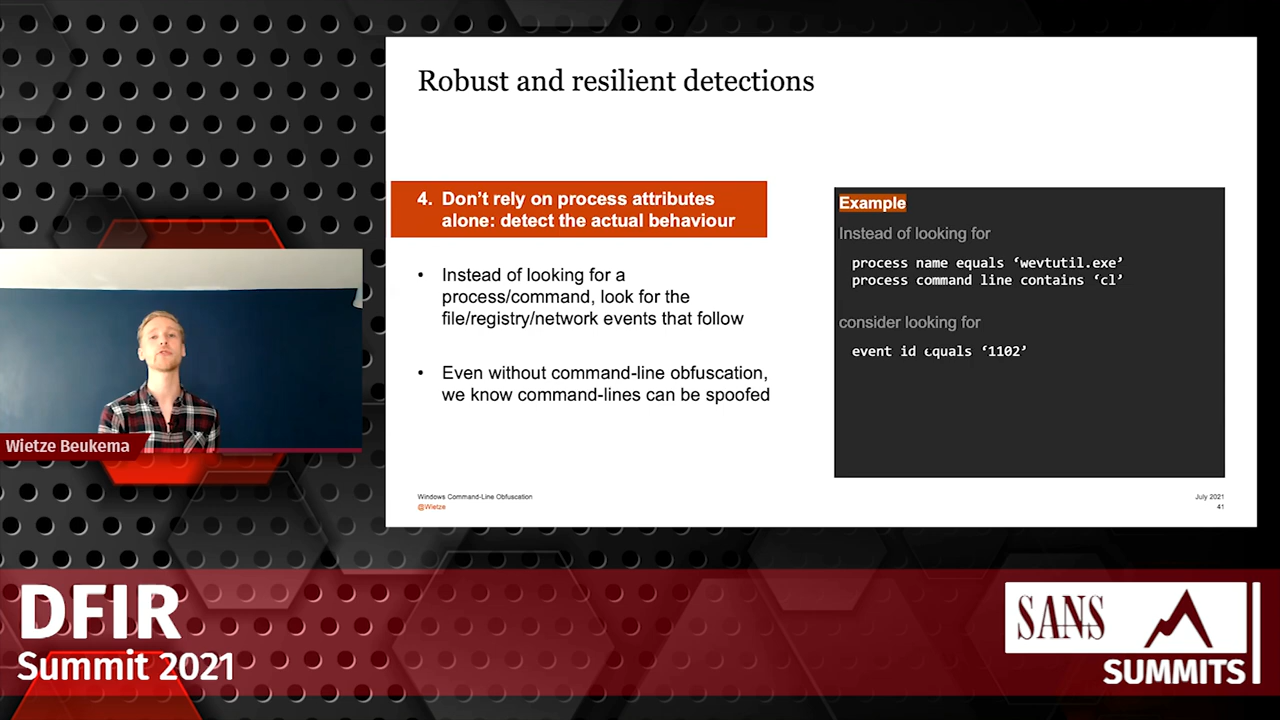 Robust and resilient detections
4. Don’t rely on process attributes
alone: detect the actual behaviour
• Instead of looking for a
process/command, look for the
file/registry/network events that follow
• Even without command-line obfuscation,
we know command-lines can be spoofed
Example
Instead of looking for
process name equals ‘wevtutil.exe’
process command line contains ‘cl’
consider looking for
event id equals ‘1102’
Windows Command-Line Obfuscation
@Wietze
July 2021
41
Wietze Beukema
DFIR
Summit 2021
SANS
SUMMITS